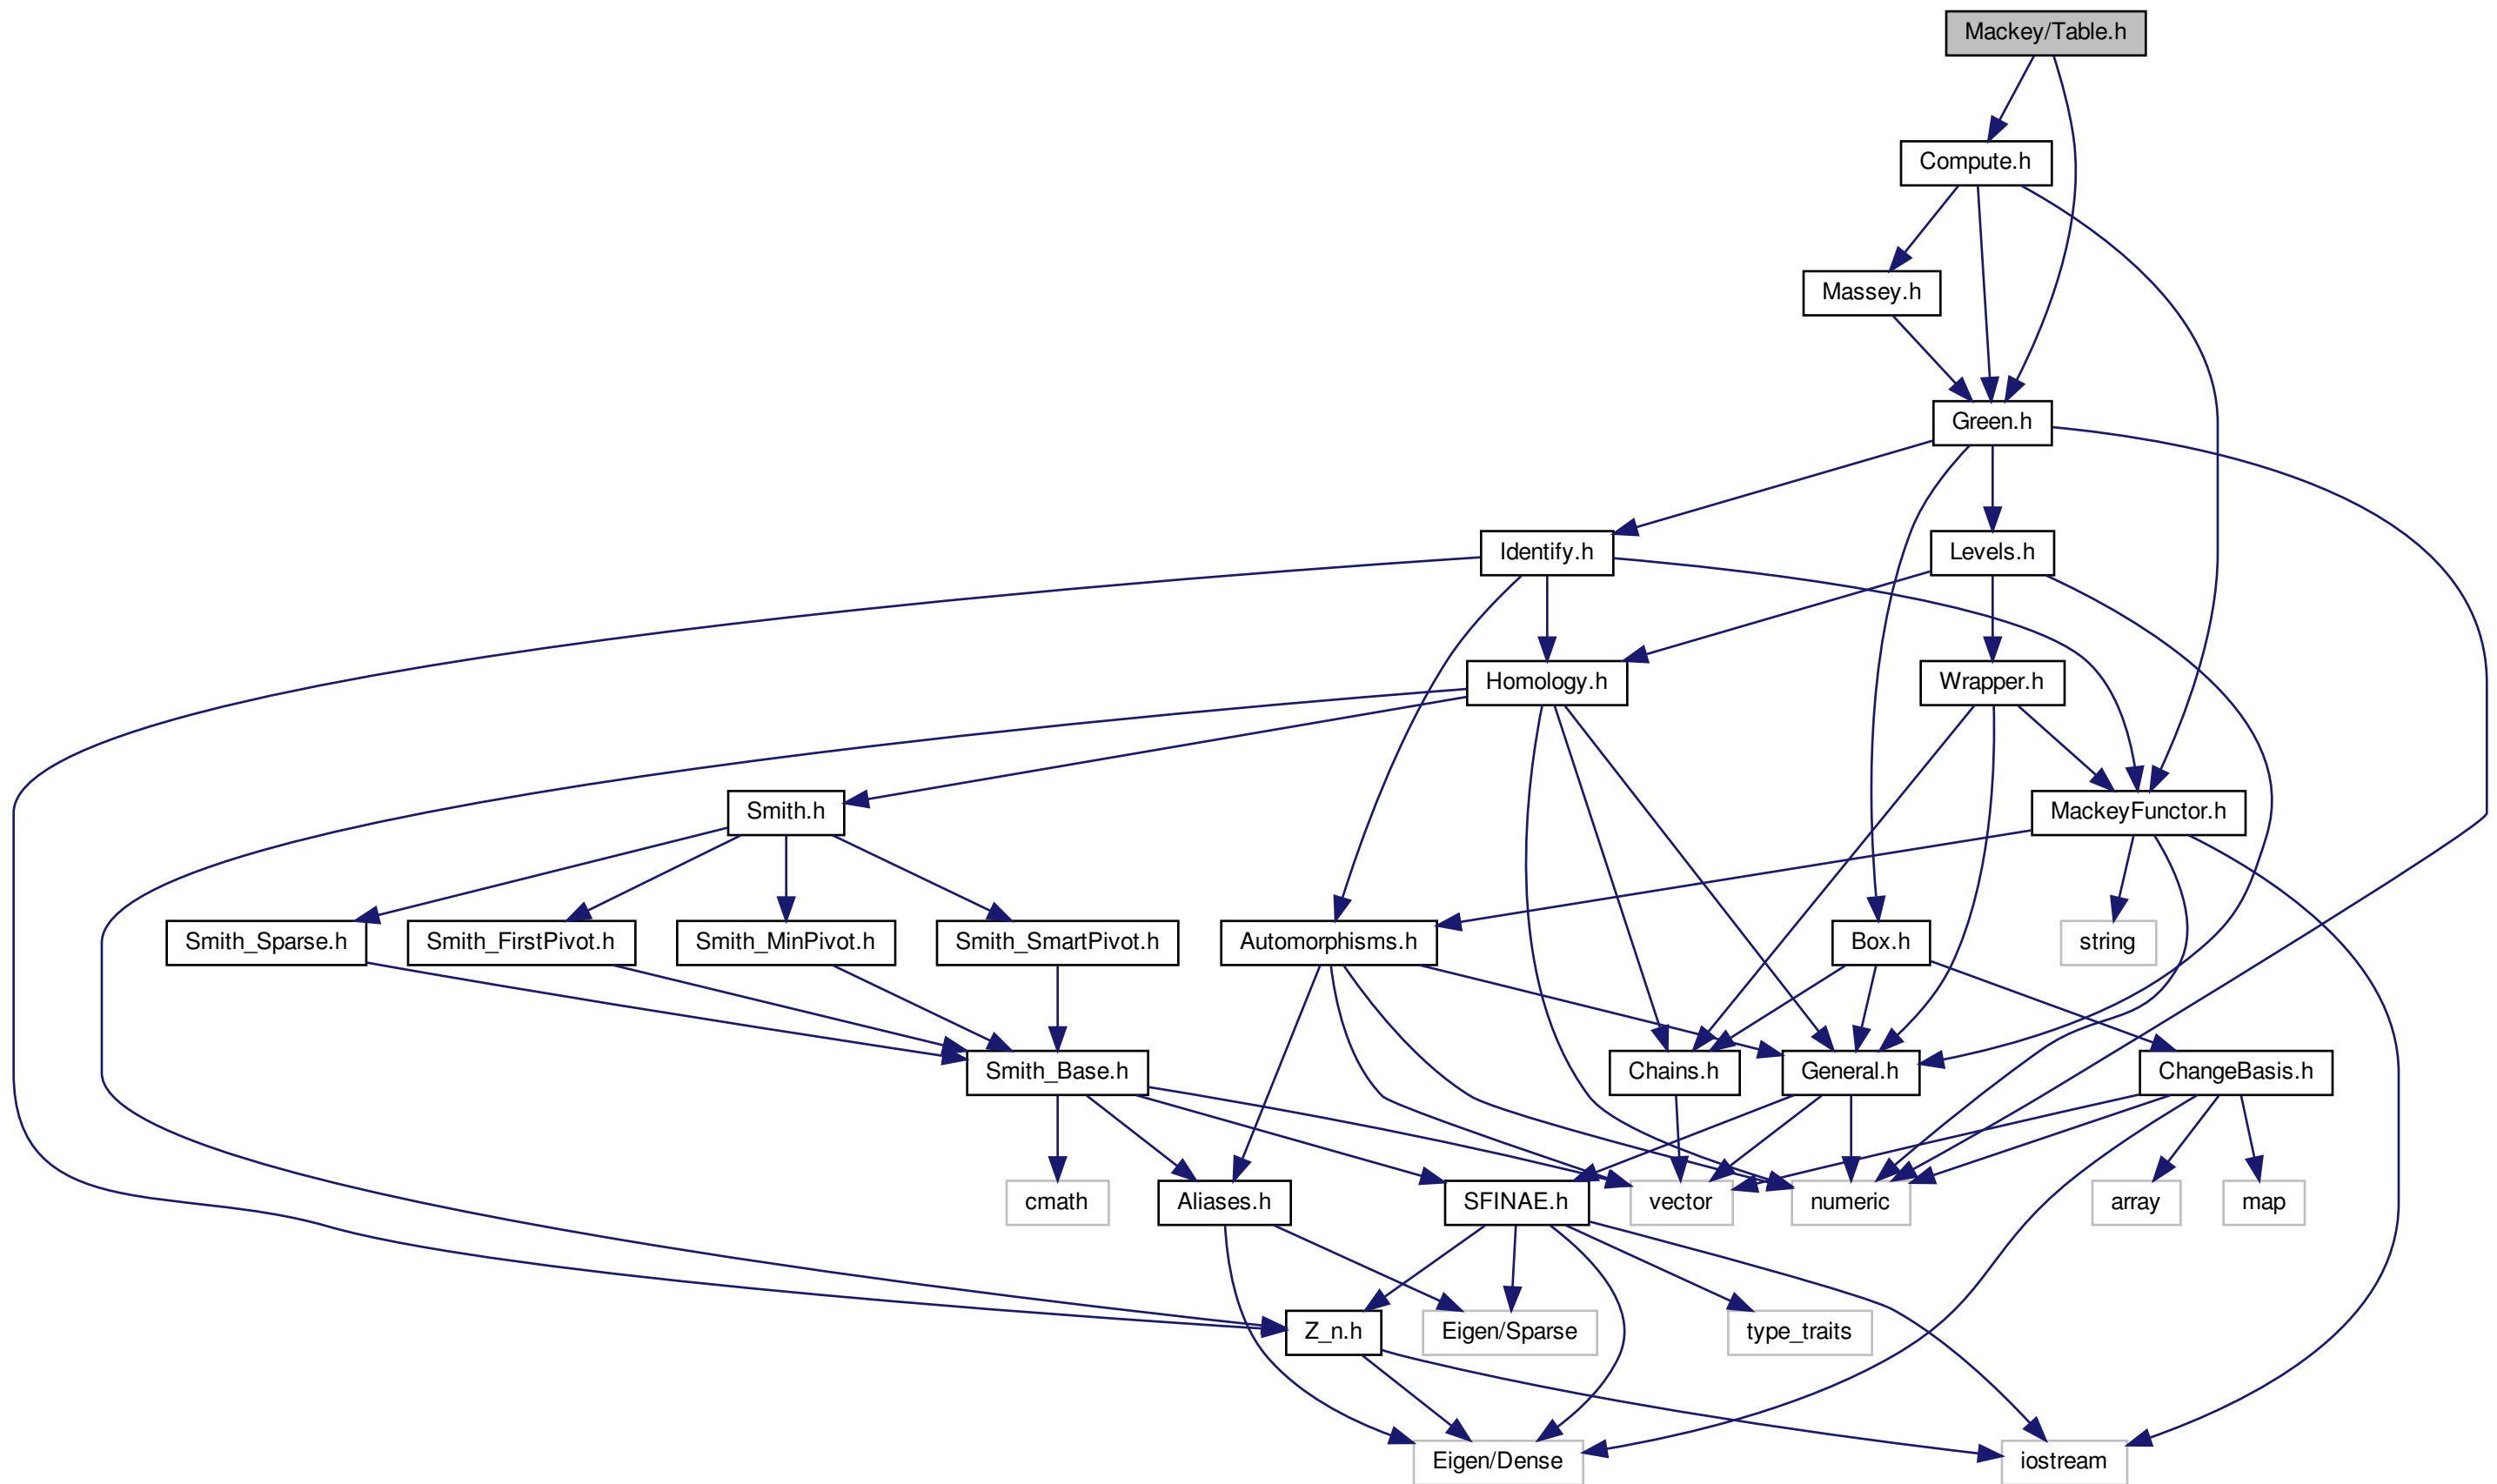 Mackey/Table.h
Compute.h
Massey.h
Green.h
Identify.h
Levels.h
Homology.h
Wrapper.h
Smith.h
MackeyFunctor.h
Smith_Sparse.h
Smith_FirstPivot.h
Smith_MinPivot.h
Smith_SmartPivot.h
Automorphisms.h
Box.h
string
Smith_Base.h
Chains.h
General.h
ChangeBasis.h
cmath
Aliases.h
SFINAE.h
vector
numeric
array
map
Z_n.h
Eigen/Sparse
type_traits
Eigen/Dense
iostream